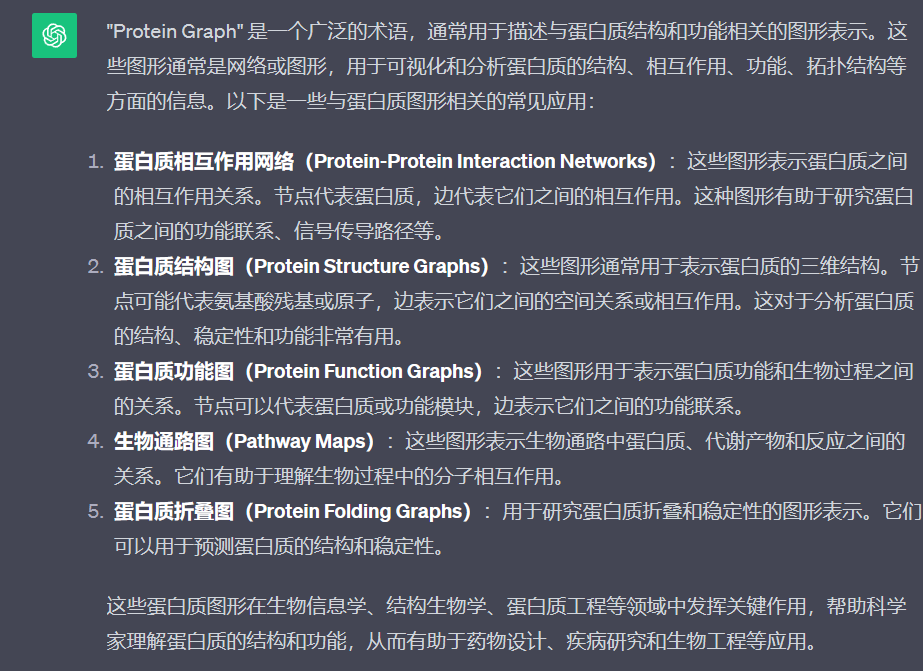 "Protein Graph" 是一个广泛的术语，通常用于描述与蛋白质结构和功能相关的图形表示。这
些图形通常是网络或图形，用于可视化和分析蛋白质的结构、相互作用、功能、拓扑结构等
方面的信息。以下是一些与蛋白质图形相关的常见应用：
1. 蛋白质相互作用网络（Protein-Protein Interaction Networks）：这些图形表示蛋白质之间
的相互作用关系。节点代表蛋白质，边代表它们之间的相互作用。这种图形有助于研究蛋白
质之间的功能联系、信号传导路径等。
2. 蛋白质结构图（Protein Structure Graphs）：这些图形通常用于表示蛋白质的三维结构。节
点可能代表氨基酸残基或原子，边表示它们之间的空间关系或相互作用。这对于分析蛋白质
的结构、稳定性和功能非常有用。
3. 蛋白质功能图（Protein Function Graphs）：这些图形用于表示蛋白质功能和生物过程之间
的关系。节点可以代表蛋白质或功能模块，边表示它们之间的功能联系。
4. 生物通路图（Pathway Maps）：这些图形表示生物通路中蛋白质、代谢产物和反应之间的
关系。它们有助于理解生物过程中的分子相互作用。
5. 蛋白质折叠图（Protein Folding Graphs）：用于研究蛋白质折叠和稳定性的图形表示。它们
可以用于预测蛋白质的结构和稳定性。
这些蛋白质图形在生物信息学、结构生物学、蛋白质工程等领域中发挥关键作用，帮助科学
家理解蛋白质的结构和功能，从而有助于药物设计、疾病研究和生物工程等应用。